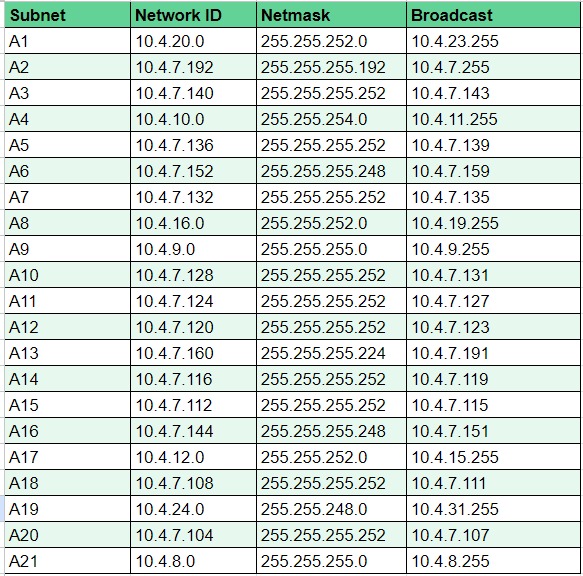 Subnet Network ID Netmask Broadcast
A1 10.4.20.0 255.255.252.0 10.4.23.255
A2 10.4.7.192 255.255.255.192 10.4.7.255
A3 10.4.7.140 255.255.255.252 10.4.7.143
A4 10.4.10.0 255.255.254.0 10.4.11.255
A5 10.4.7.136 255.255.255.252 10.4.7.139
A6 10.4.7.152 255.255.255.248 10.4.7.159
A7 10.4.7.132 255.255.255.252 10.4.7.135
A8 10.4.16.0 255.255.252.0 10.4.19.255
A9 10.4.9.0 255.255.255.0 10.4.9.255
A10 10.4.7.128 255.255.255.252 10.4.7.131
A11 10.4.7.124 255.255.255.252 10.4.7.127
A12 10.4.7.120 255.255.255.252 10.4.7.123
A13 10.4.7.160 255.255.255.224 10.4.7.191
A14 10.4.7.116 255.255.255.252 10.4.7.119
A15 10.4.7.112 255.255.255.252 10.4.7.115
A16 10.4.7.144 255.255.255.248 10.4.7.151
A17 10.4.12.0 255.255.252.0 10.4.15.255
A18 10.4.7.108 255.255.255.252 10.4.7.111
A19 10.4.24.0 255.255.248.0 10.4.31.255
A20 10.4.7.104 255.255.255.252 10.4.7.107
A21 10.4.8.0 255.255.255.0 10.4.8.255